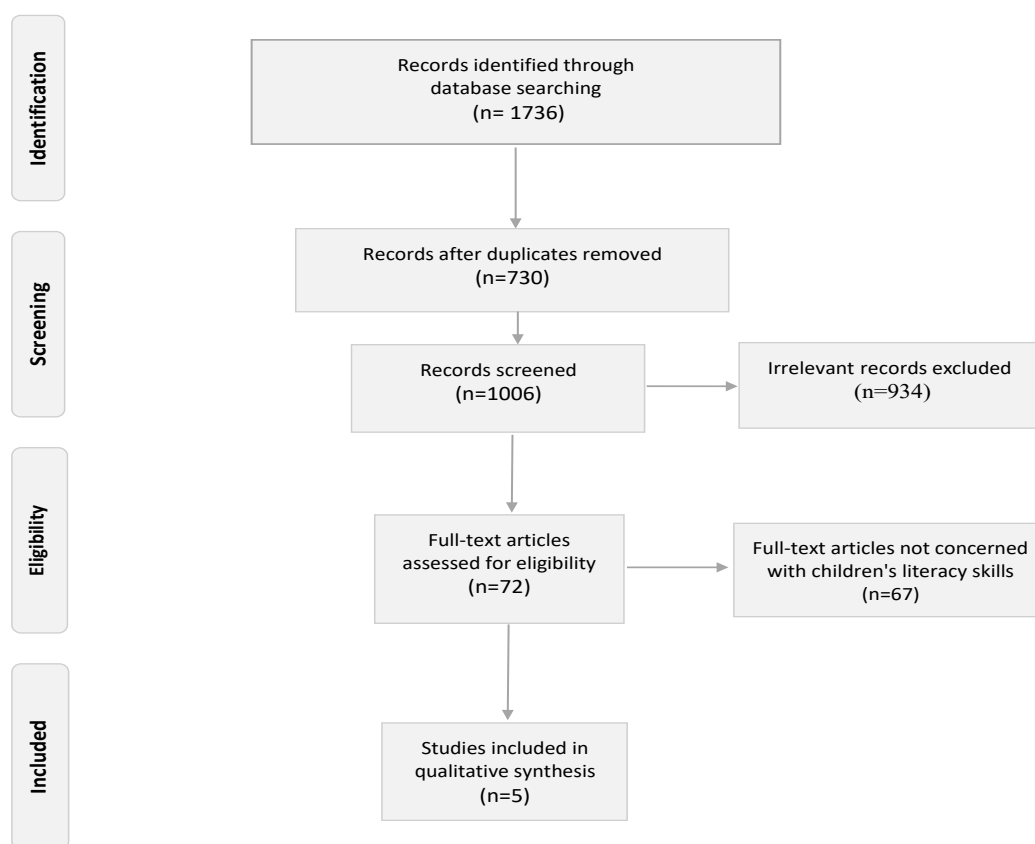 Identification
Records identified through
database searching
(n= 1736)
Screening
Records after duplicates removed
(n=730)
Records screened
(n=1006)
Irrelevant records excluded
(n=934)
Eligibility
Full-text articles
assessed for eligibility
(n=72)
Full-text articles not concerned
with children's literacy skills
(n=67)
Included
Studies included in
qualitative synthesis
(n=5)